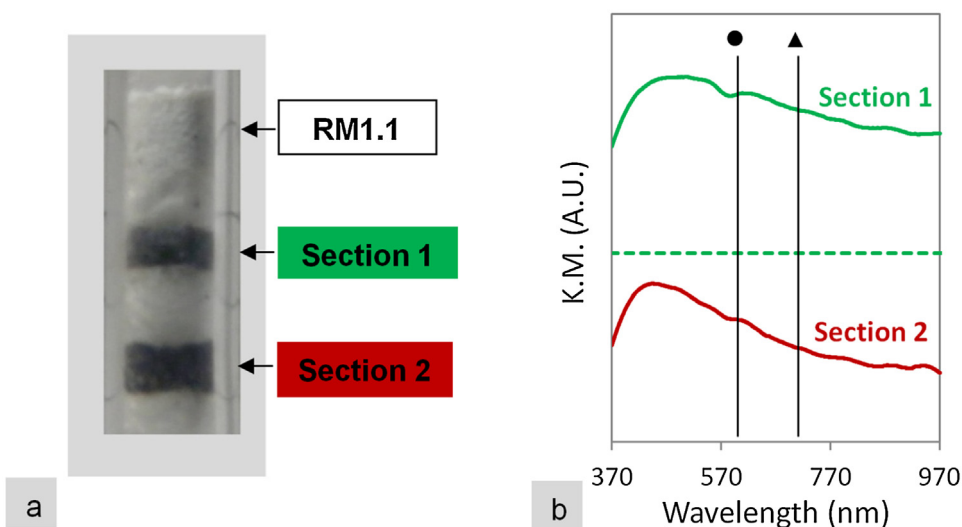 RM1.1
Section 1
Section 2
a
K.M. (A.U.)
Section 1
Section 2
370 570 770 970
Wavelength (nm)
b